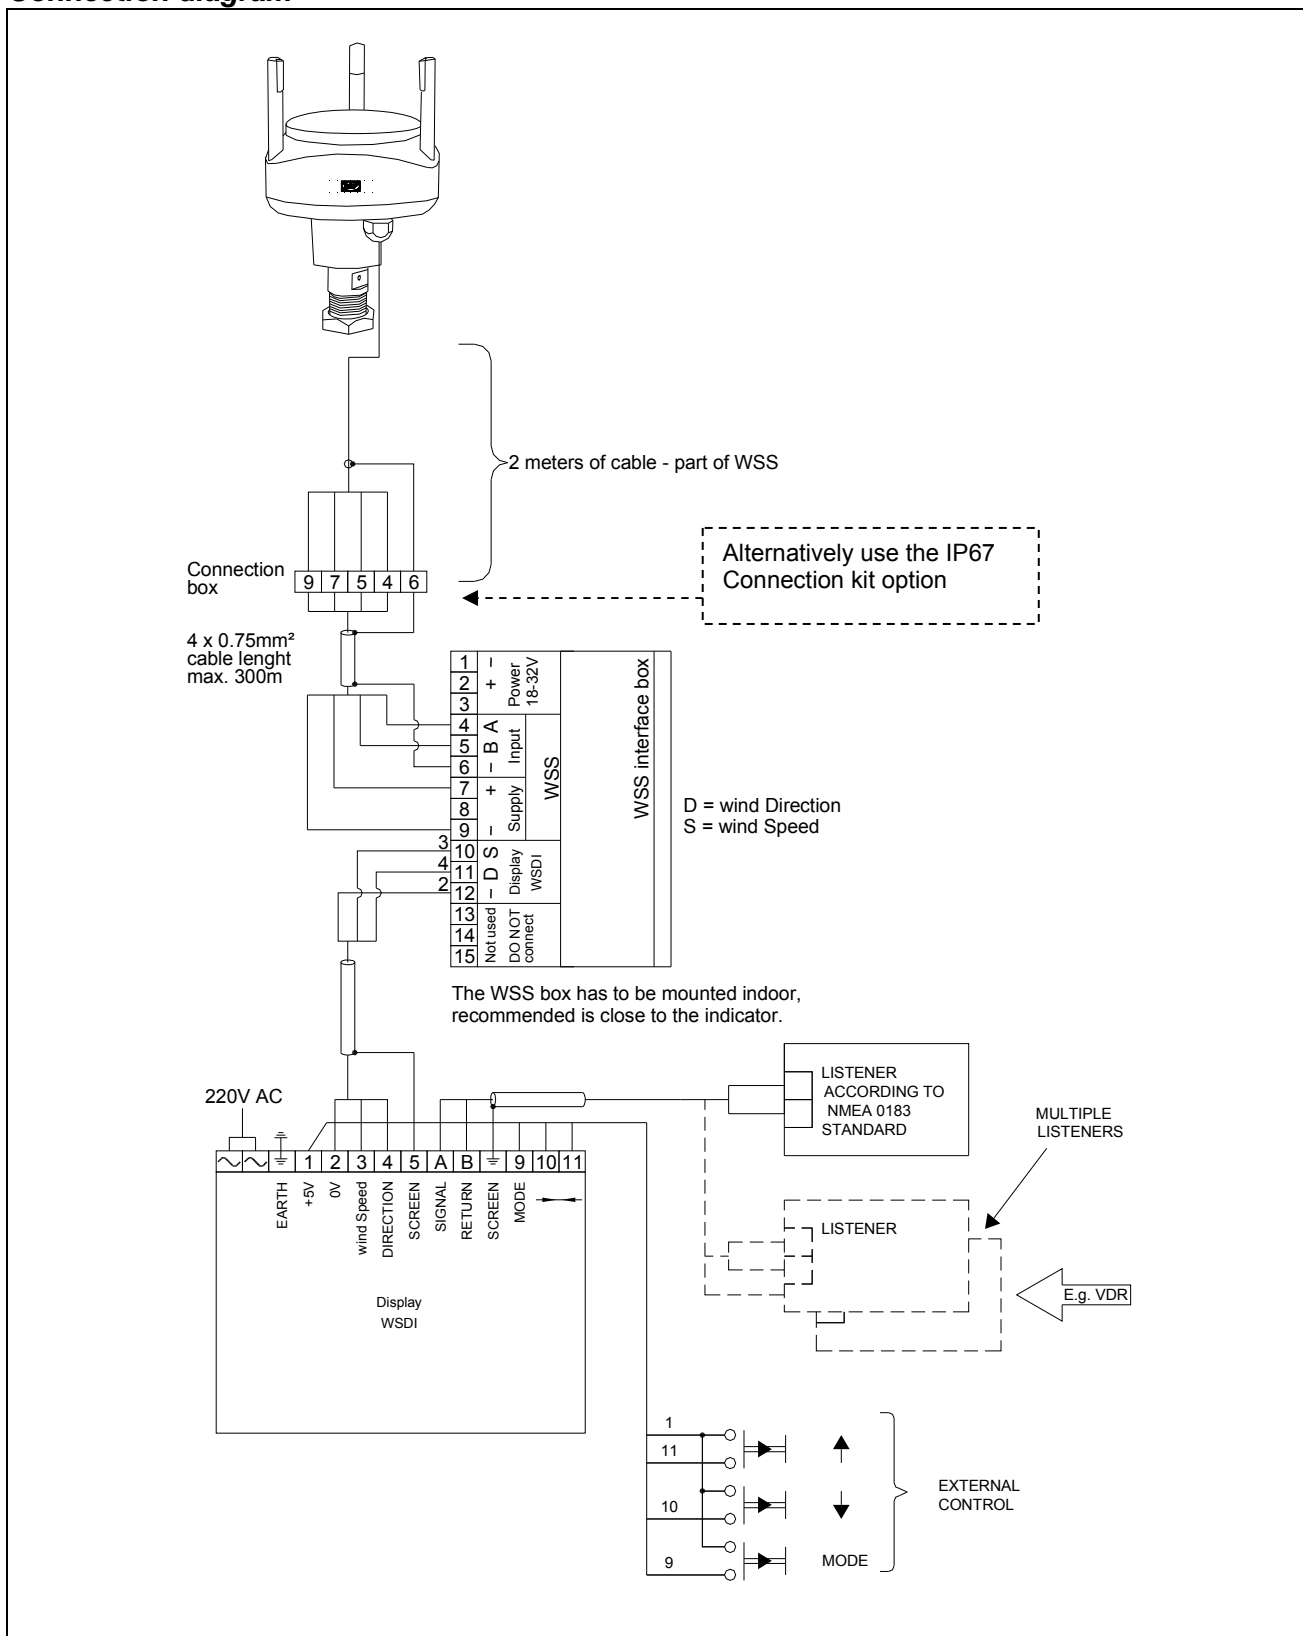 Connection diagram
2 meters of cable - part of WSS
Alternatively use the IP67
Connection kit option
Connection
box
9 7 5 4 6
4 x 0.75mm²
cable lenght
max. 300m
1
2
3
4
5
6
7
8
9
10
11
12
13
14
15
3
4
2
+ −
Power
18-32V
− B A
Input
− +
Supply
WSS
− D S
Display
WSDI
Not used
DO NOT
connect
WSS interface box
D = wind Direction
S = wind Speed
The WSS box has to be mounted indoor,
recommended is close to the indicator.
220V AC
1 2 3 4 5 A B 9 10 11
EARTH
+5V
0V
wind Speed
DIRECTION
SCREEN
SIGNAL
RETURN
SCREEN
MODE
Display
WSDI
LISTENER
ACCORDING TO
NMEA 0183
STANDARD
MULTIPLE
LISTENERS
LISTENER
E.g. VDR
1
11
10
9
MODE
EXTERNAL
CONTROL